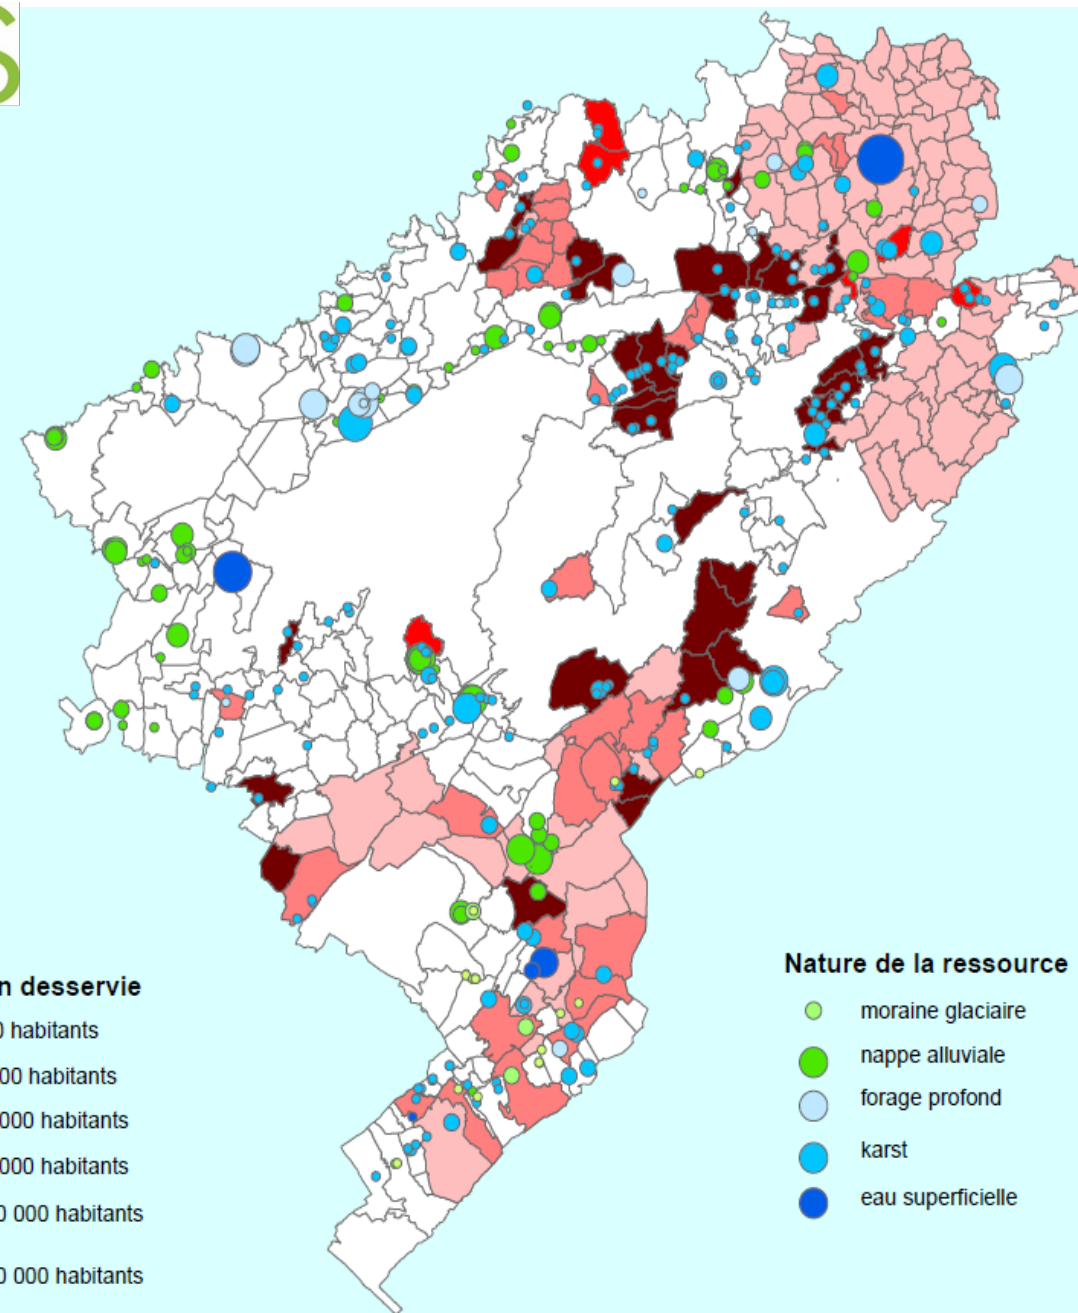 n desservie
0 habitants
00 habitants
000 habitants
000 habitants
0 000 habitants
0 000 habitants
Nature de la ressource
moraine glaciaire
nappe alluviale
forage profond
karst
eau superficielle